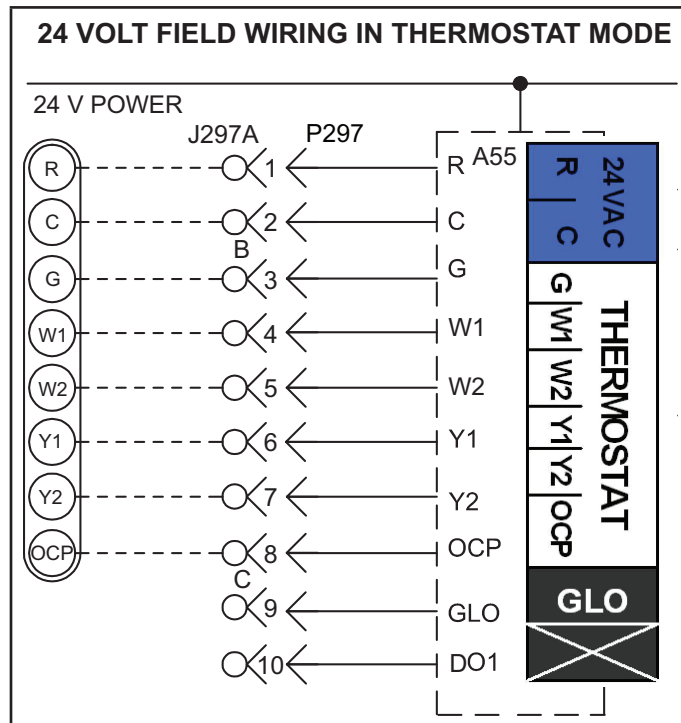 24 VOLT FIELD WIRING IN THERMOSTAT MODE
24 V POWER
J297A P297
R 1 R A55
C 2 C
B
G 3 G
W1 4 W1
W2 5 W2
Y1 6 Y1
Y2 7 Y2
OCP 8 OCP
C
9 GLO
10 DO1
24 VAC
R C
THERMOSTAT
G W1 W2 Y1 Y2 OCP
GLO